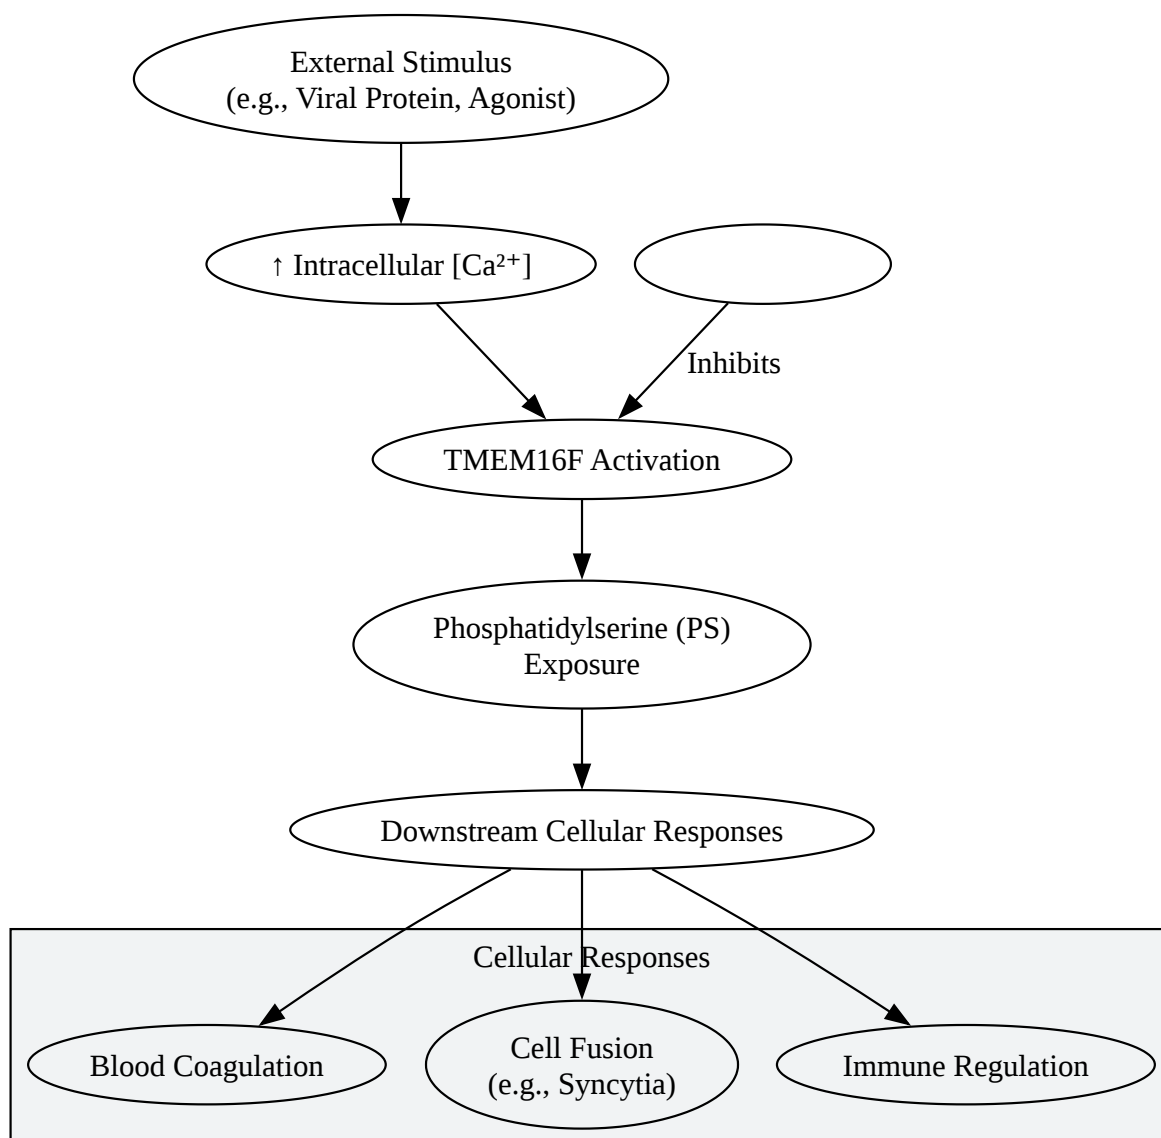 External Stimulus
(e.g., Viral Protein, Agonist)
↑ Intracellular [Ca²⁺]
Inhibits
TMEM16F Activation
Phosphatidylserine (PS)
Exposure
Downstream Cellular Responses
Cellular Responses
Blood Coagulation
Cell Fusion
(e.g., Syncytia)
Immune Regulation